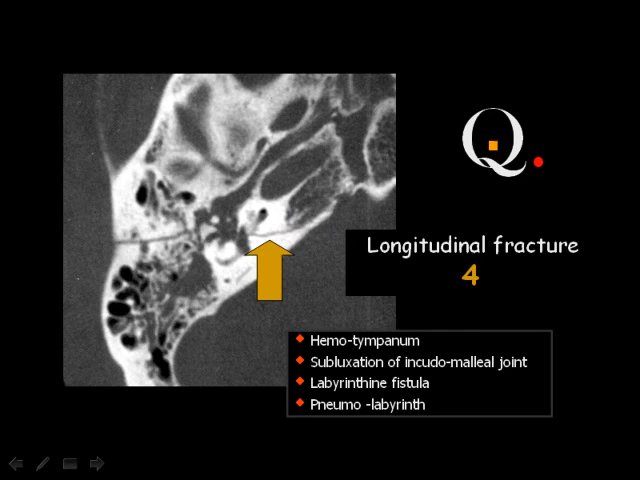 Q.
Longitudinal fracture
4
Hemo-tympanum
Subluxation of incudo-malleal joint
Labyrinthine fistula
Pneumo -labyrinth